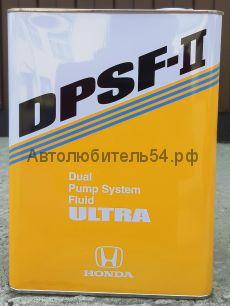 DPSF-II
Автолюбитель54.рф
Dual
Pump System
Fluid
ULTRA
HONDA